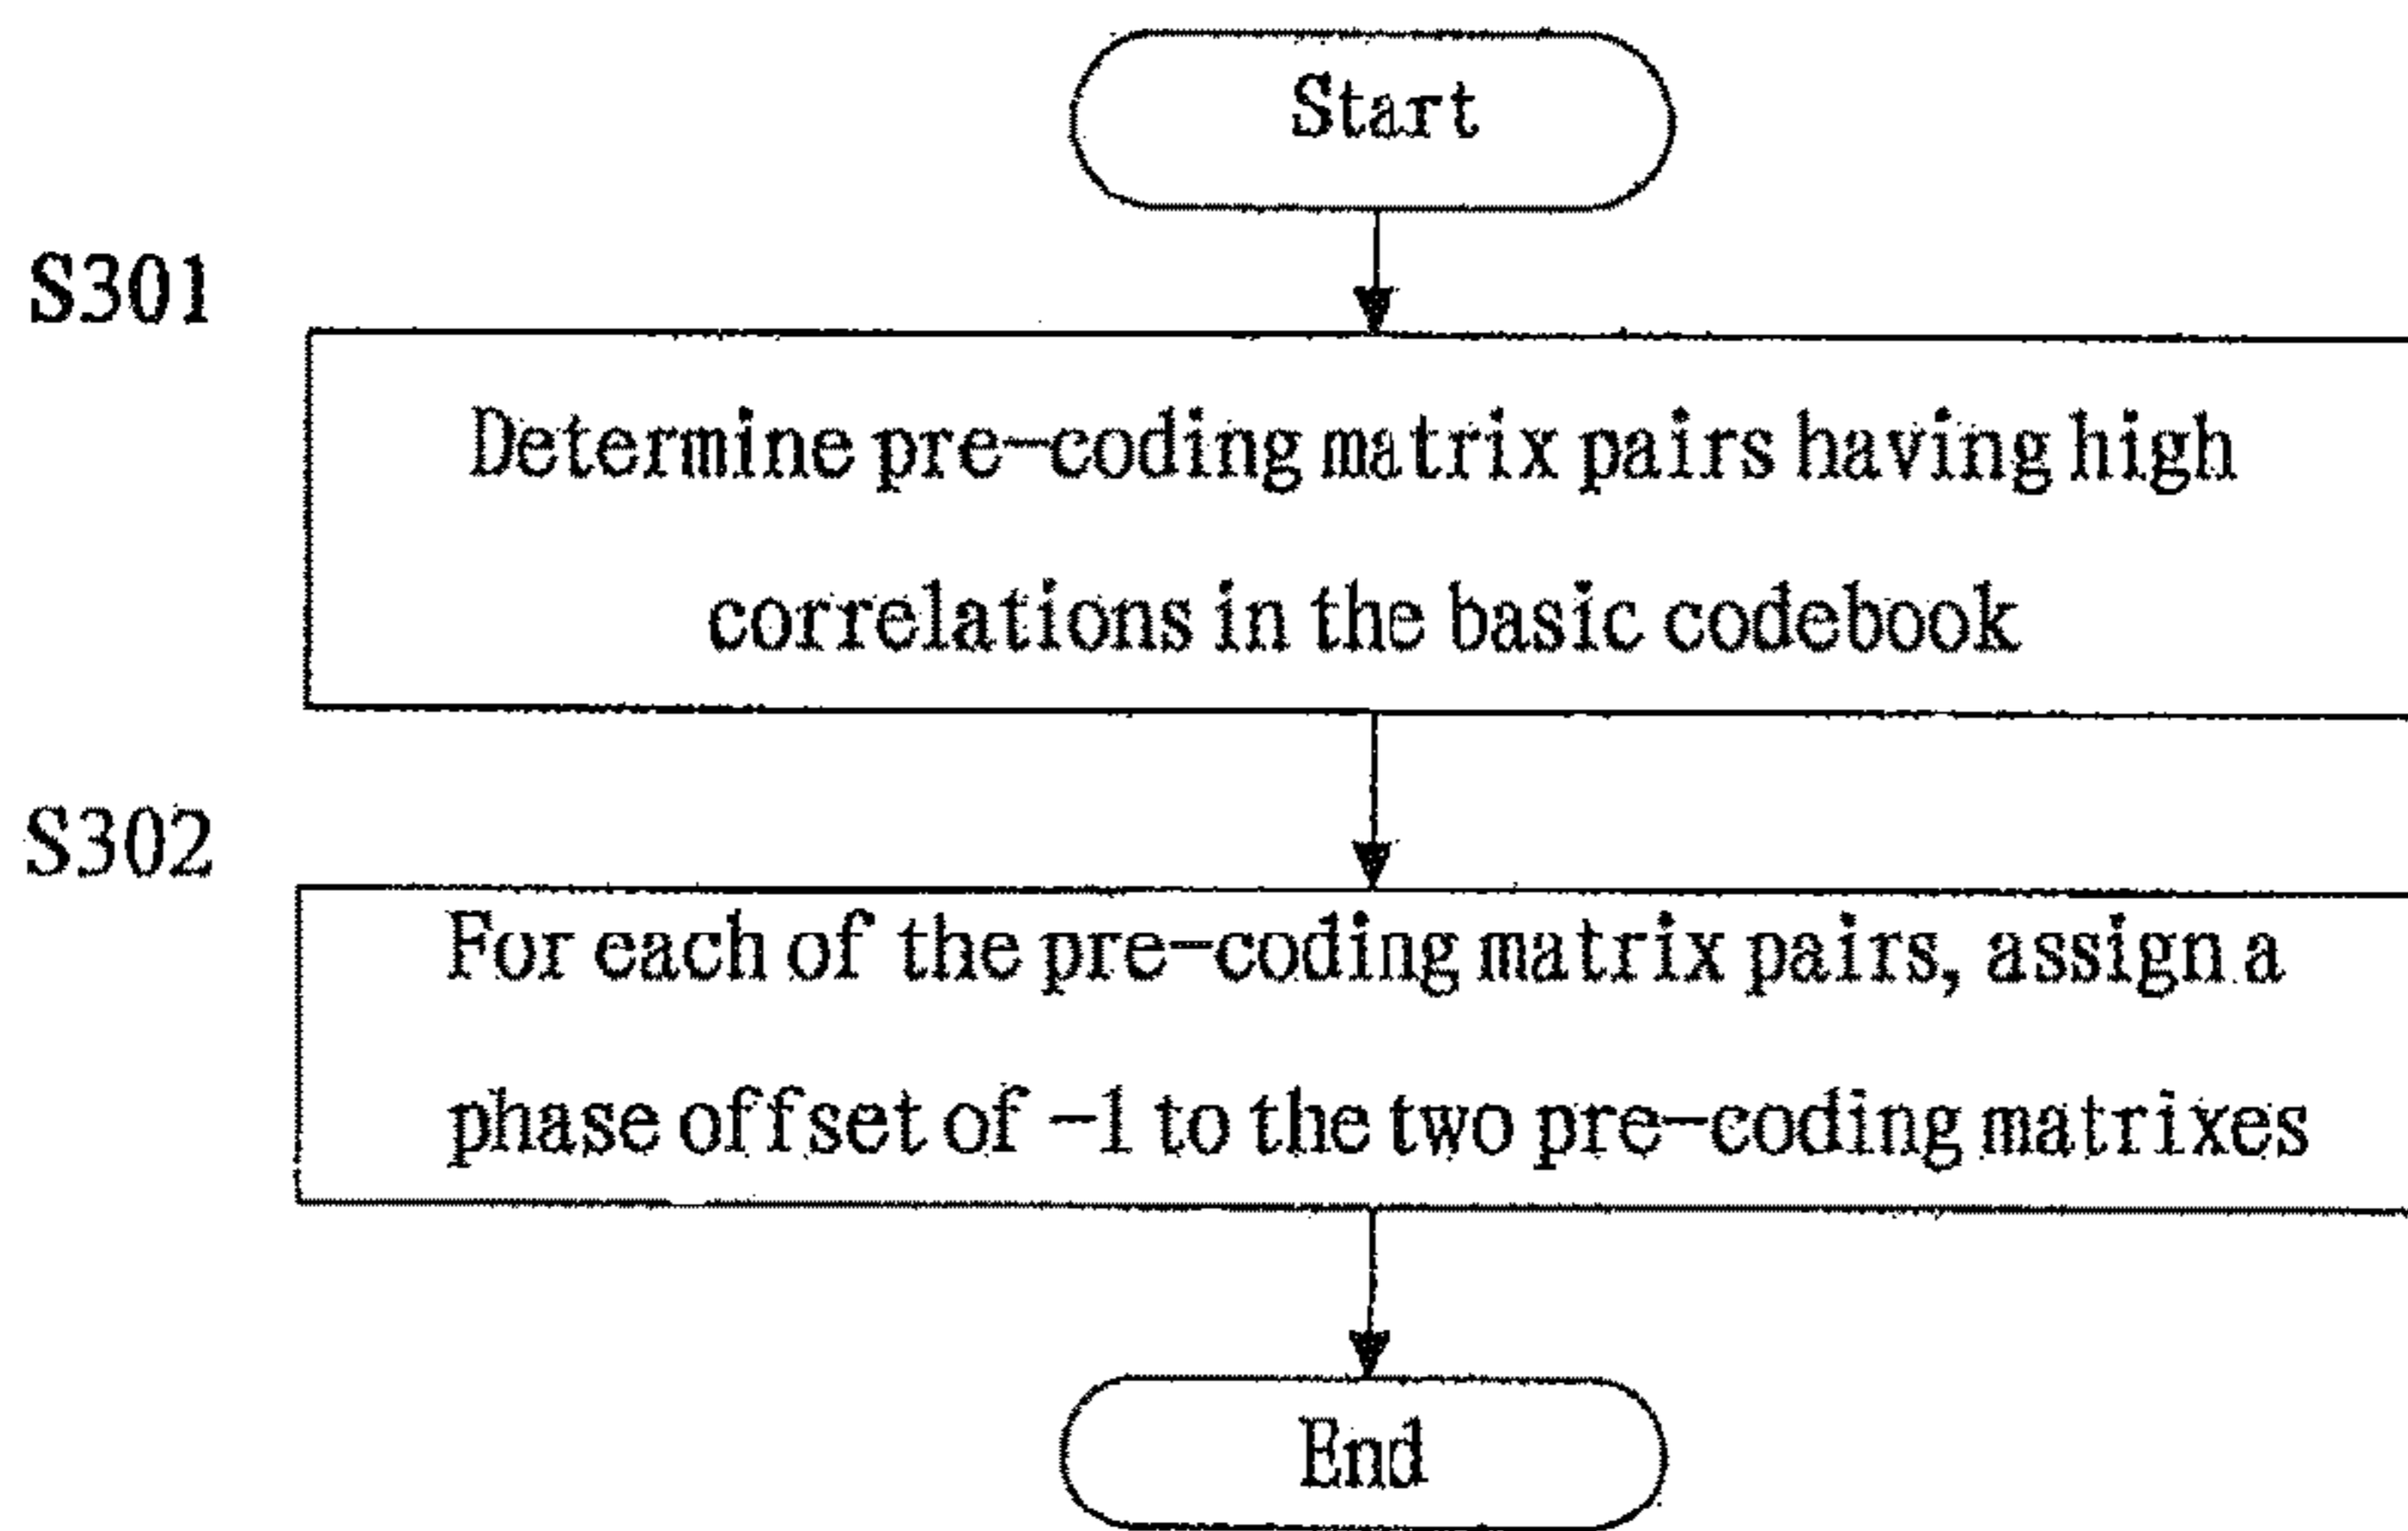 Start
S301
Determine pre-coding matrix pairs having high
correlations in the basic codebook
S302
For each of the pre-coding matrix pairs, assign a
phase offset of -1 to the two pre-coding matrixes
End